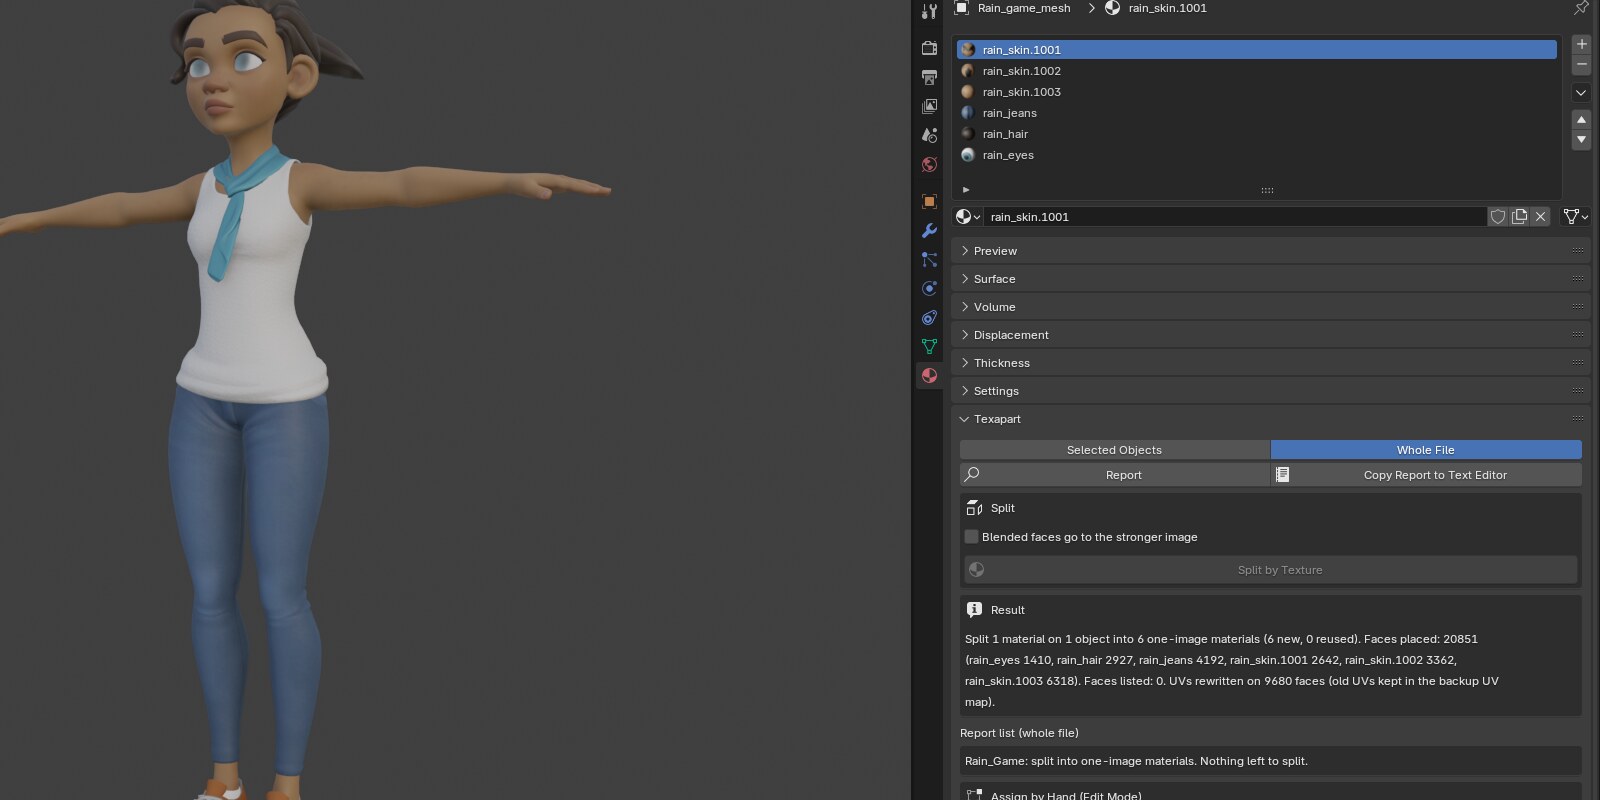 Rain_game_mesh > rain_skin.1001
rain_skin.1001
rain_skin.1002
rain_skin.1003
rain_jeans
rain_hair
rain_eyes
rain_skin.1001
Preview
Surface
Volume
Displacement
Thickness
Settings
Texapart
Selected Objects Whole File
Report Copy Report to Text Editor
Split
Blended faces go to the stronger image
Split by Texture
Result
Split 1 material on 1 object into 6 one-image materials (6 new, 0 reused). Faces placed: 20851
(rain_eyes 1410, rain_hair 2927, rain_jeans 4192, rain_skin.1001 2642, rain_skin.1002 3362,
rain_skin.1003 6318). Faces listed: 0. UVs rewritten on 9680 faces (old UVs kept in the backup UV
map).
Report list (whole file)
Rain_Game: split into one-image materials. Nothing left to split.
Assign by Hand (Edit Mode)